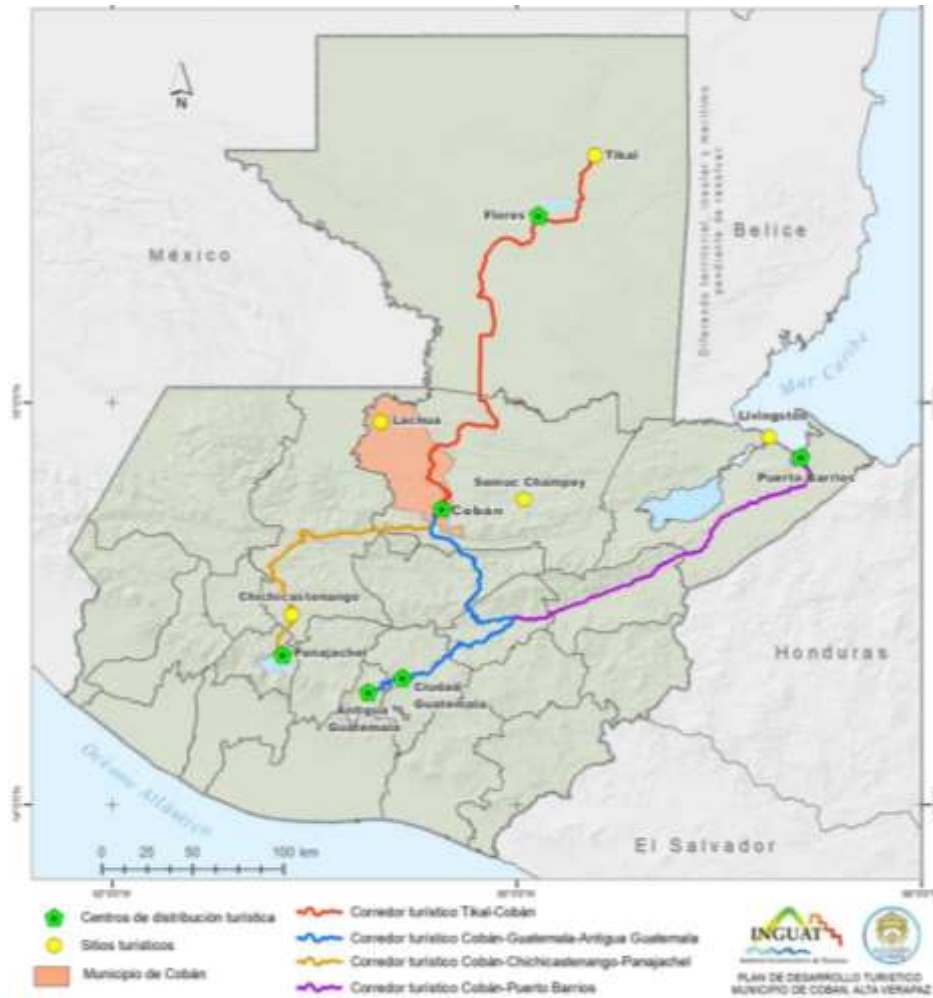 N
Tikal
Flores
Diferendo territorial, insular y marítimo
pendiente de resolver
Belice
México
Mar Caribe
Livingston
Lachua
Puerto Barrios
Semuc Champey
Cobán
Chichicastenango
Panajachel
Honduras
Ciudad
Guatemala
Antigua
Guatemala
Océano Atlántico
El Salvador
0 25 50 100 km
Centros de distribución turística
Sitios turísticos
Municipio de Cobán
Corredor turístico Tikal-Cobán
Corredor turístico Cobán-Guatemala-Antigua Guatemala
Corredor turístico Cobán-Chichicastenango-Panajachel
Corredor turístico Cobán-Puerto Barrios
INGUAT
PLAN DE DESARROLLO TURISTICO
MUNICIPIO DE COBAN, ALTA VERAPAZ